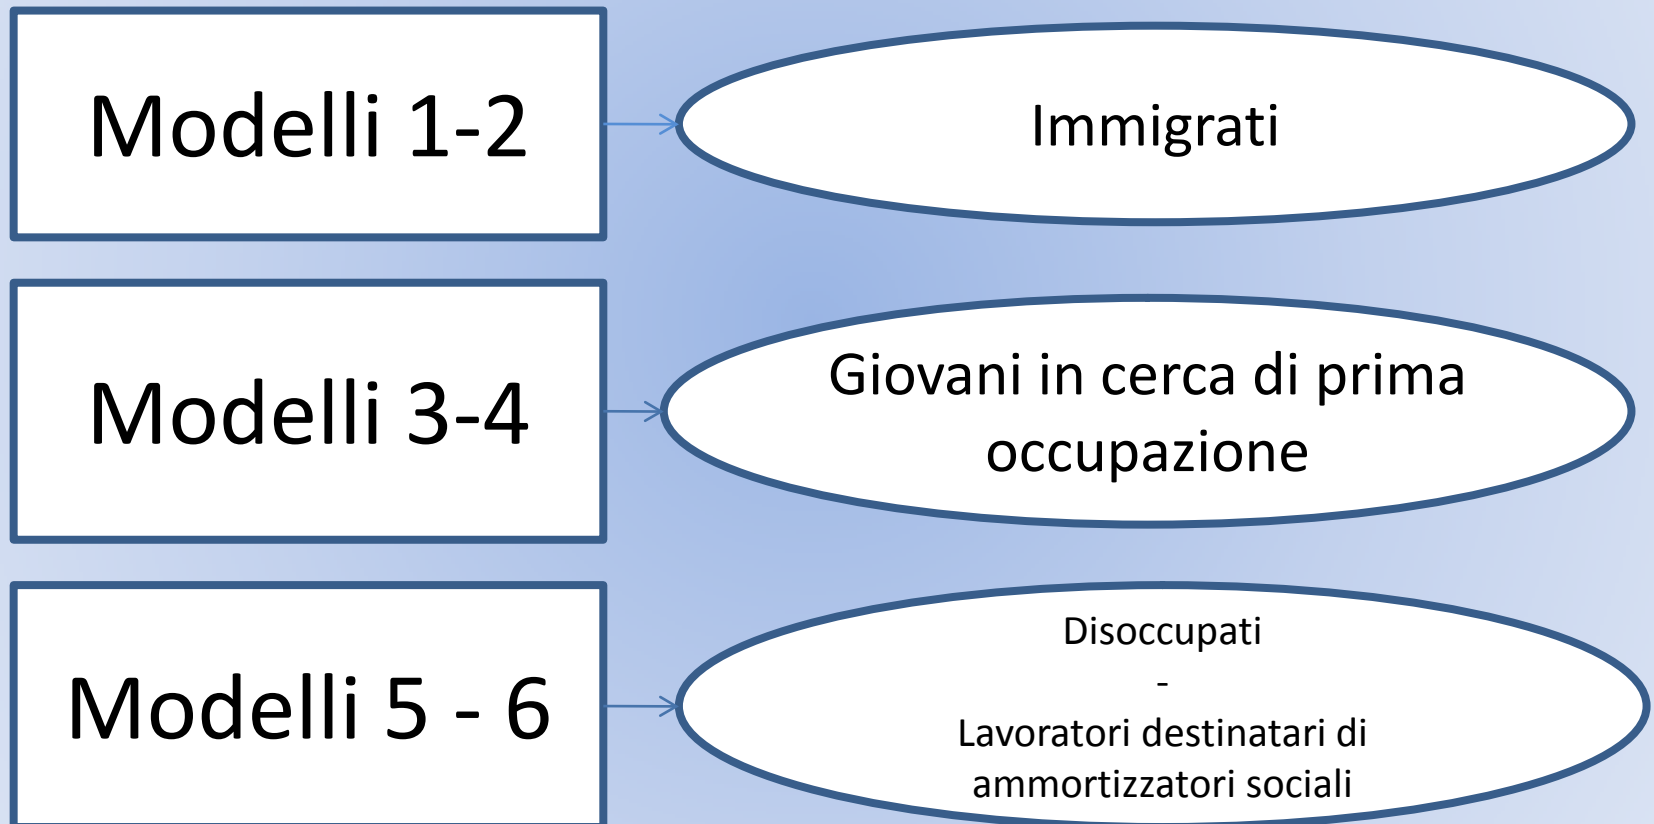 Modelli 1-2
Immigrati
Modelli 3-4
Giovani in cerca di prima
occupazione
Modelli 5 - 6
Disoccupati
-
Lavoratori destinatari di
ammortizzatori sociali